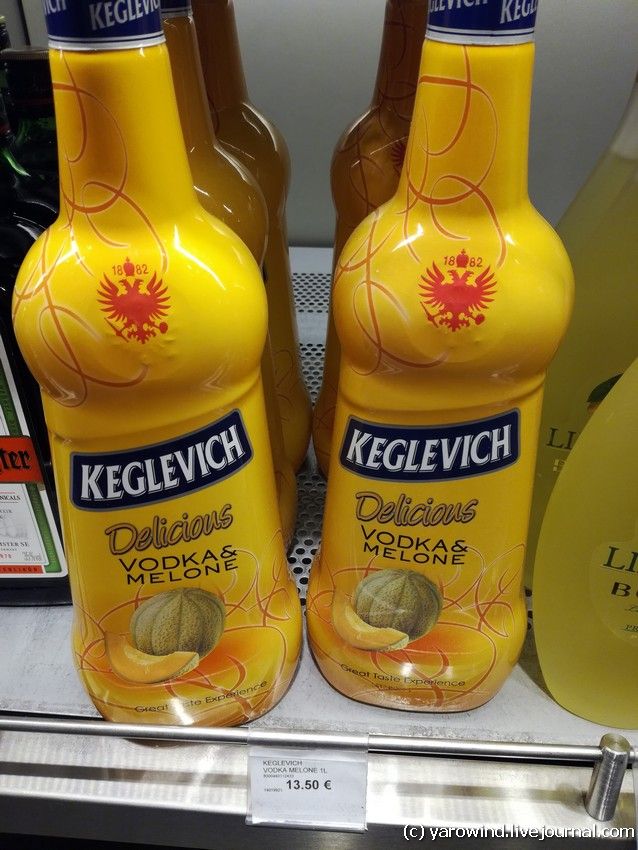 KEGLEVICH
KEGLEVICH
1882
1882
KEGLEVICH
Delicious
VODKA&
MELONE
Great Taste Experience
KEGLEVICH
Delicious
VODKA&
MELONE
Great Taste Experience
KEGLEVICH
VODKA MELONE 1L
13.50 €
(c) yarowind.livejournal.com